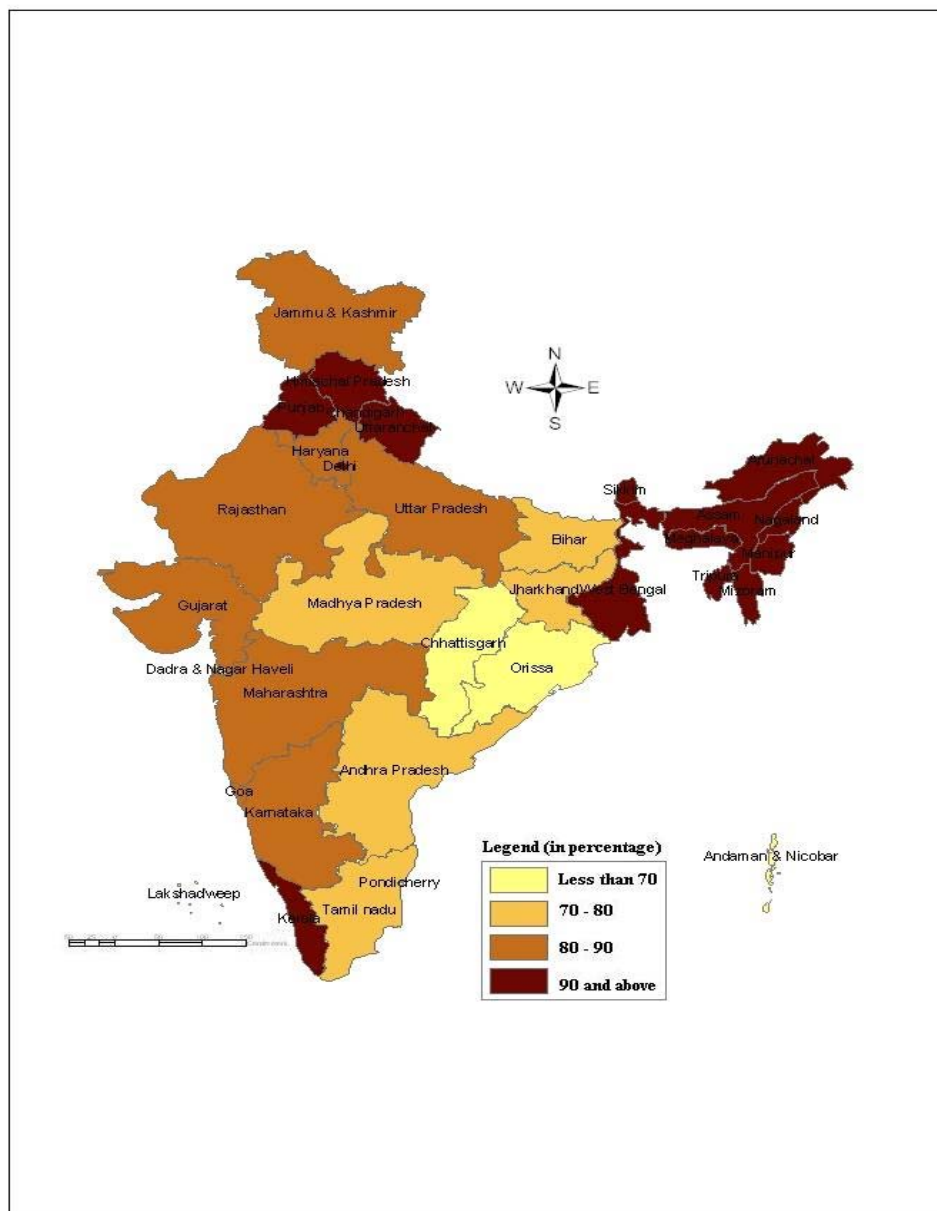 Jammu & Kashmir
N
W
E
S
Himachal Pradesh
Punjab
Chandigarh
Uttaranchal
Haryana
Delhi
Arunachal
Sikkim
Rajasthan
Uttar Pradesh
Assam
Nagaland
Bihar
Meghalaya
Manipur
Tripura
Mizoram
Gujarat
Madhya Pradesh
Jharkhand
West Bengal
Chhattisgarh
Dadra & Nagar Haveli
Orissa
Maharashtra
Andhra Pradesh
Goa
Karnataka
Legend (in percentage)
Less than 70
70 - 80
80 - 90
90 and above
Andaman & Nicobar
Pondicherry
Lakshadweep
Tamil nadu
Kerala